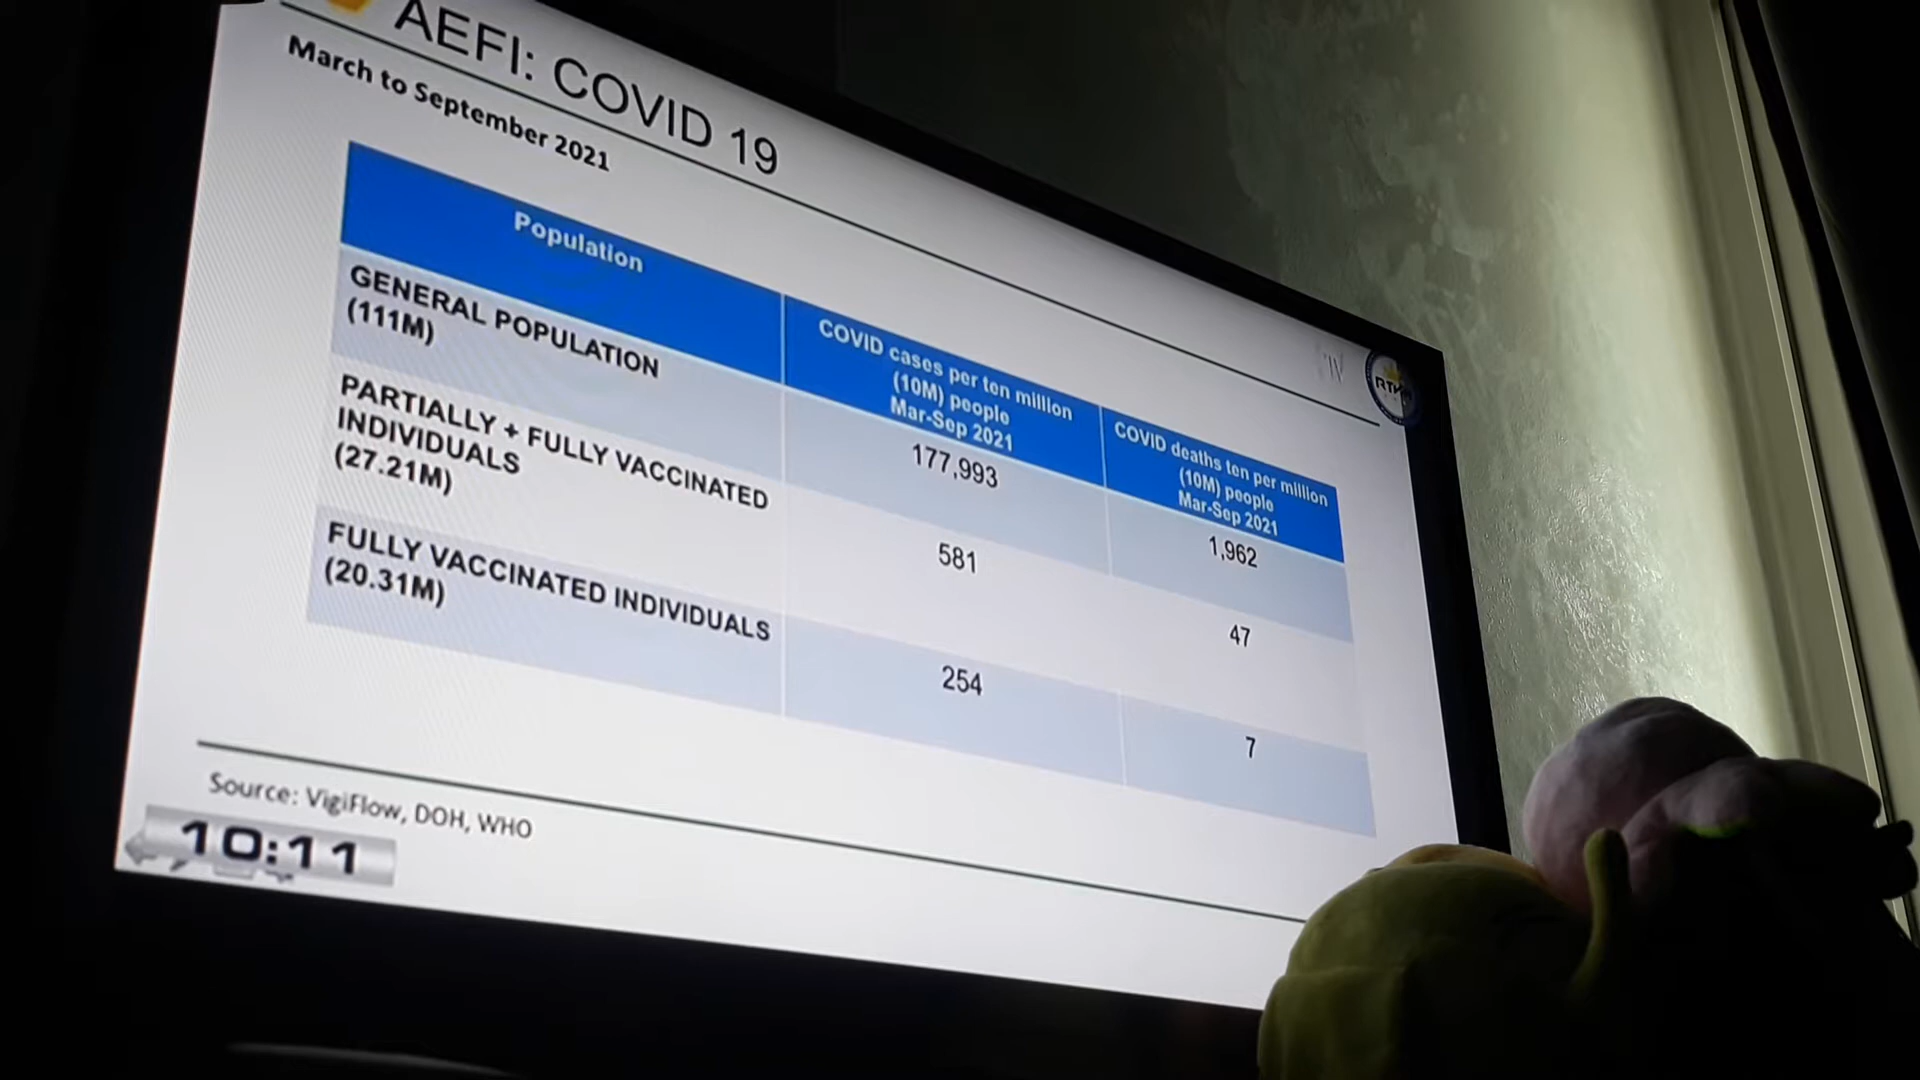 AEFI: COVID 19
March to September 2021
Population
COVID cases per ten million
(10M) people
Mar-Sep 2021
COVID deaths ten per million
(10M) people
Mar-Sep 2021
GENERAL POPULATION
(111M)
177,993
1,962
PARTIALLY + FULLY VACCINATED
INDIVIDUALS
(27.21M)
581
47
FULLY VACCINATED INDIVIDUALS
(20.31M)
254
7
Source: VigiFlow, DOH, WHO
10:11